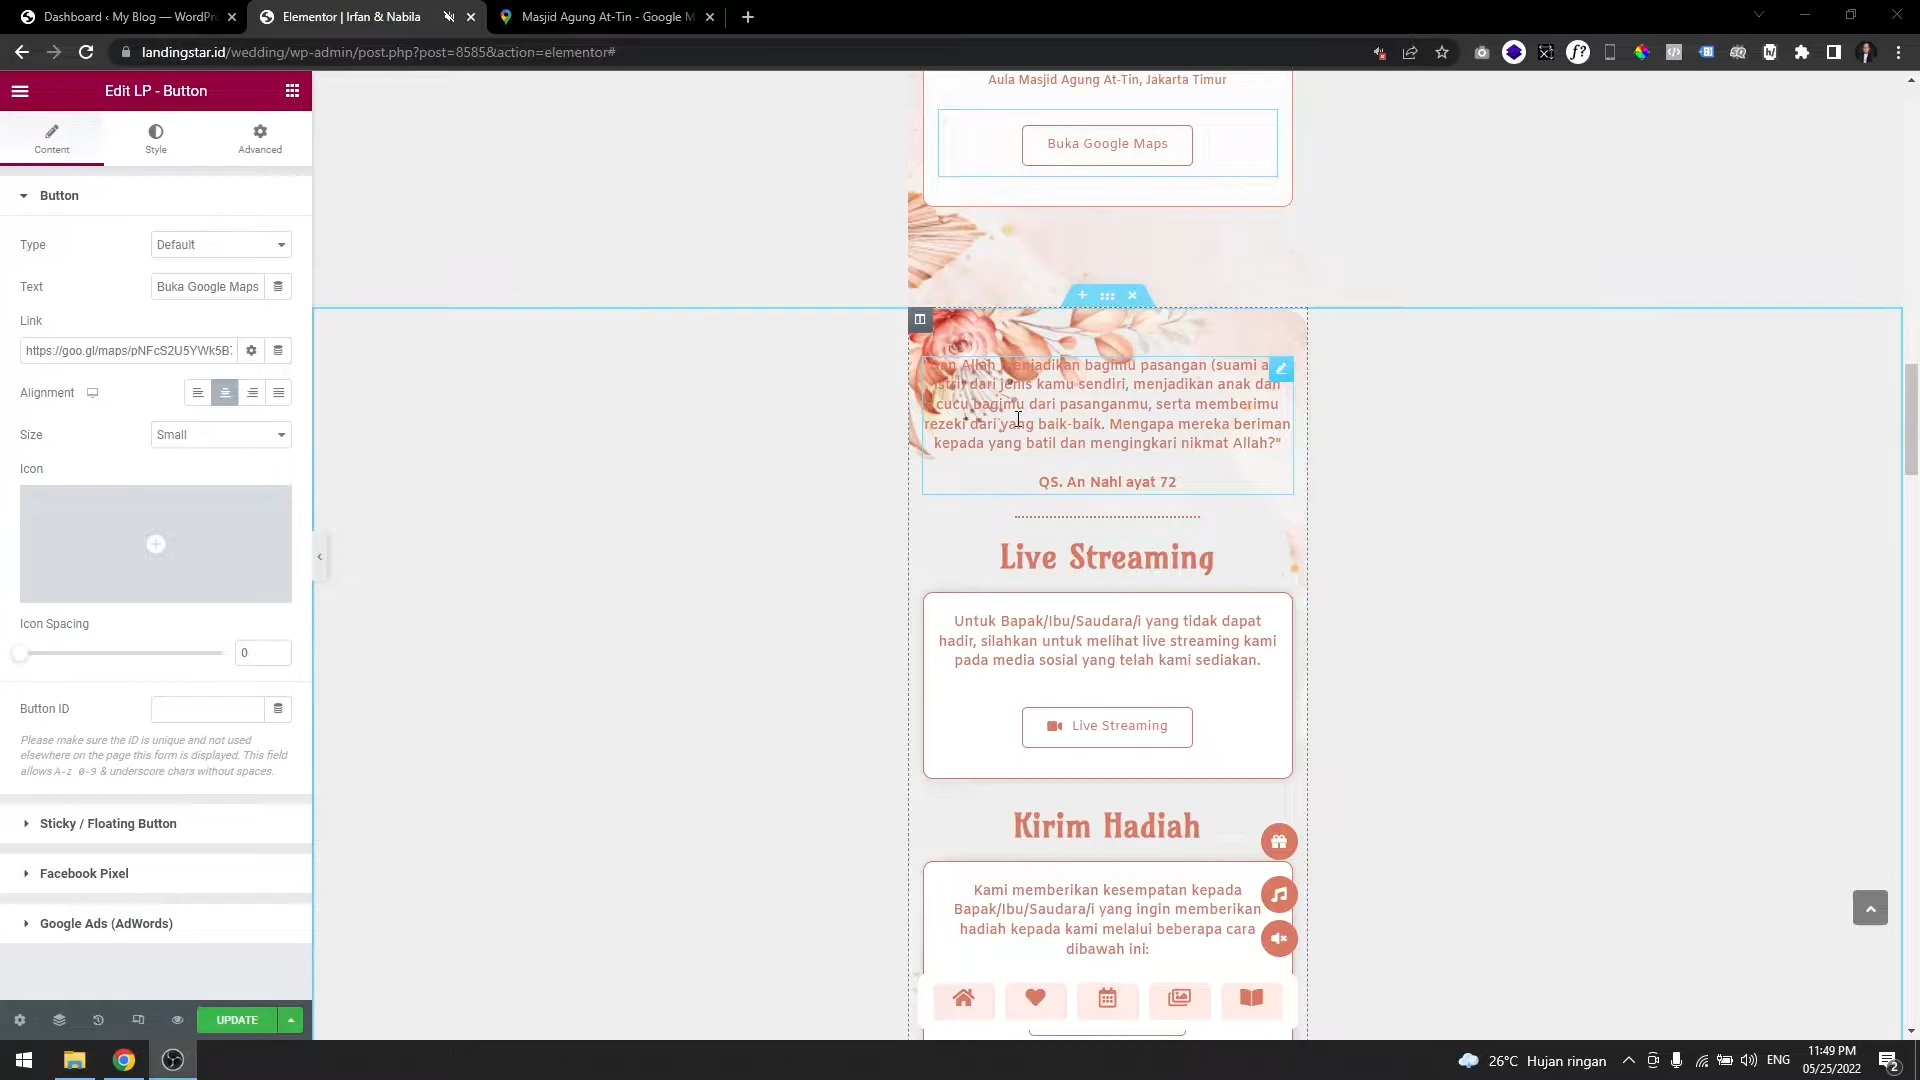 Dashboard ‹ My Blog — WordPr
Elementor | Irfan & Nabila
Masjid Agung At-Tin - Google M
landingstar.id/wedding/wp-admin/post.php?post=8585&action=elementor#
Edit LP - Button
Content
Style
Advanced
Button
Type
Default
Text
Buka Google Maps
Link
https://goo.gl/maps/pNFcS2U5YWk5B
Alignment
Size
Small
Icon
Icon Spacing
0
Button ID
Please make sure the ID is unique and not used
elsewhere on the page this form is displayed. This field
allows A-z 0-9 & underscore chars without spaces.
Sticky / Floating Button
Facebook Pixel
Google Ads (AdWords)
UPDATE
Aula Masjid Agung At-Tin, Jakarta Timur
Buka Google Maps
Allah menjadikan bagimu pasangan (suami
dari jenis kamu sendiri, menjadikan anak dan
cucu bagimu dari pasanganmu, serta memberimu
rezeki dari yang baik-baik. Mengapa mereka beriman
kepada yang batil dan mengingkari nikmat Allah?"
QS. An Nahl ayat 72
Live Streaming
Untuk Bapak/Ibu/Saudara/i yang tidak dapat
hadir, silahkan untuk melihat live streaming kami
pada media sosial yang telah kami sediakan.
Live Streaming
Kirim Hadiah
Kami memberikan kesempatan kepada
Bapak/Ibu/Saudara/i yang ingin memberikan
hadiah kepada kami melalui beberapa cara
dibawah ini:
26°C Hujan ringan
ENG
11:49 PM
05/25/2022
2